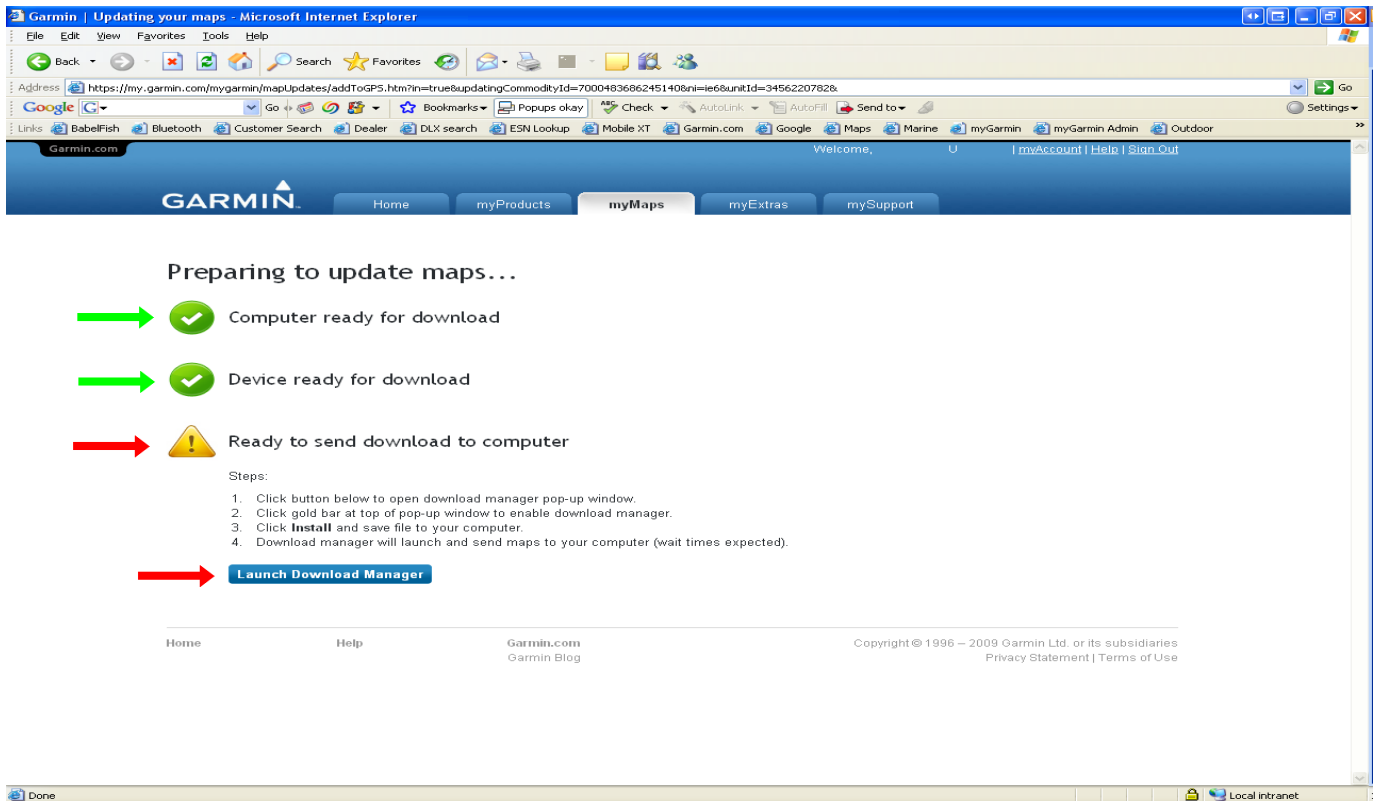 Garmin | Updating your maps - Microsoft Internet Explorer
File Edit View Favorites Tools Help
Back Search Favorites
Address https://my.garmin.com/mygarmin/mapUpdates/addToGPS.htm?in=true&updatingCommodityId=70004836862451408&ni=ie6&unitId=3456220782& Go
Google G Go Bookmarks Popups okay Check AutoLink AutoFill Send to Settings
Links BabelFish Bluetooth Customer Search Dealer DLX search ESN Lookup Mobile XT Garmin.com Google Maps Marine myGarmin myGarmin Admin Outdoor »
Garmin.com Welcome, U | myAccount | Help | Sign Out
GARMIN Home myProducts myMaps myExtras mySupport
Preparing to update maps...
Computer ready for download
Device ready for download
Ready to send download to computer
Steps:
1. Click button below to open download manager pop-up window.
2. Click gold bar at top of pop-up window to enable download manager.
3. Click Install and save file to your computer.
4. Download manager will launch and send maps to your computer (wait times expected).
Launch Download Manager
Home Help Garmin.com Copyright © 1996 – 2009 Garmin Ltd. or its subsidiaries
Garmin Blog Privacy Statement | Terms of Use
Done Local intranet